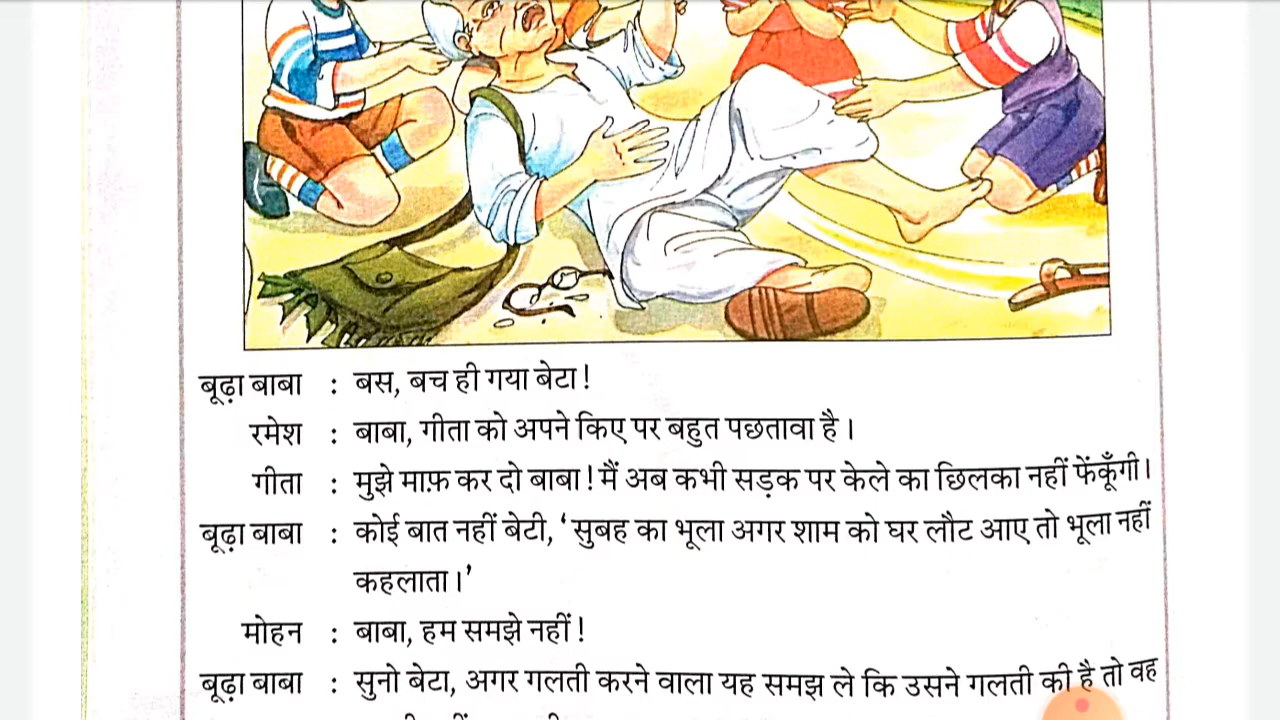 बूढ़ा बाबा : बस, बच ही गया बेटा!
रमेश : बाबा, गीता को अपने किए पर बहुत पछतावा है।
गीता : मुझे माफ़ कर दो बाबा! मैं अब कभी सड़क पर केले का छिलका नहीं फेंकूँगी।
बूढ़ा बाबा : कोई बात नहीं बेटी, ‘सुबह का भूला अगर शाम को घर लौट आए तो भूला नहीं
कहलाता।’
मोहन : बाबा, हम समझे नहीं!
बूढ़ा बाबा : सुनो बेटा, अगर गलती करने वाला यह समझ ले कि उसने गलती की है तो वह